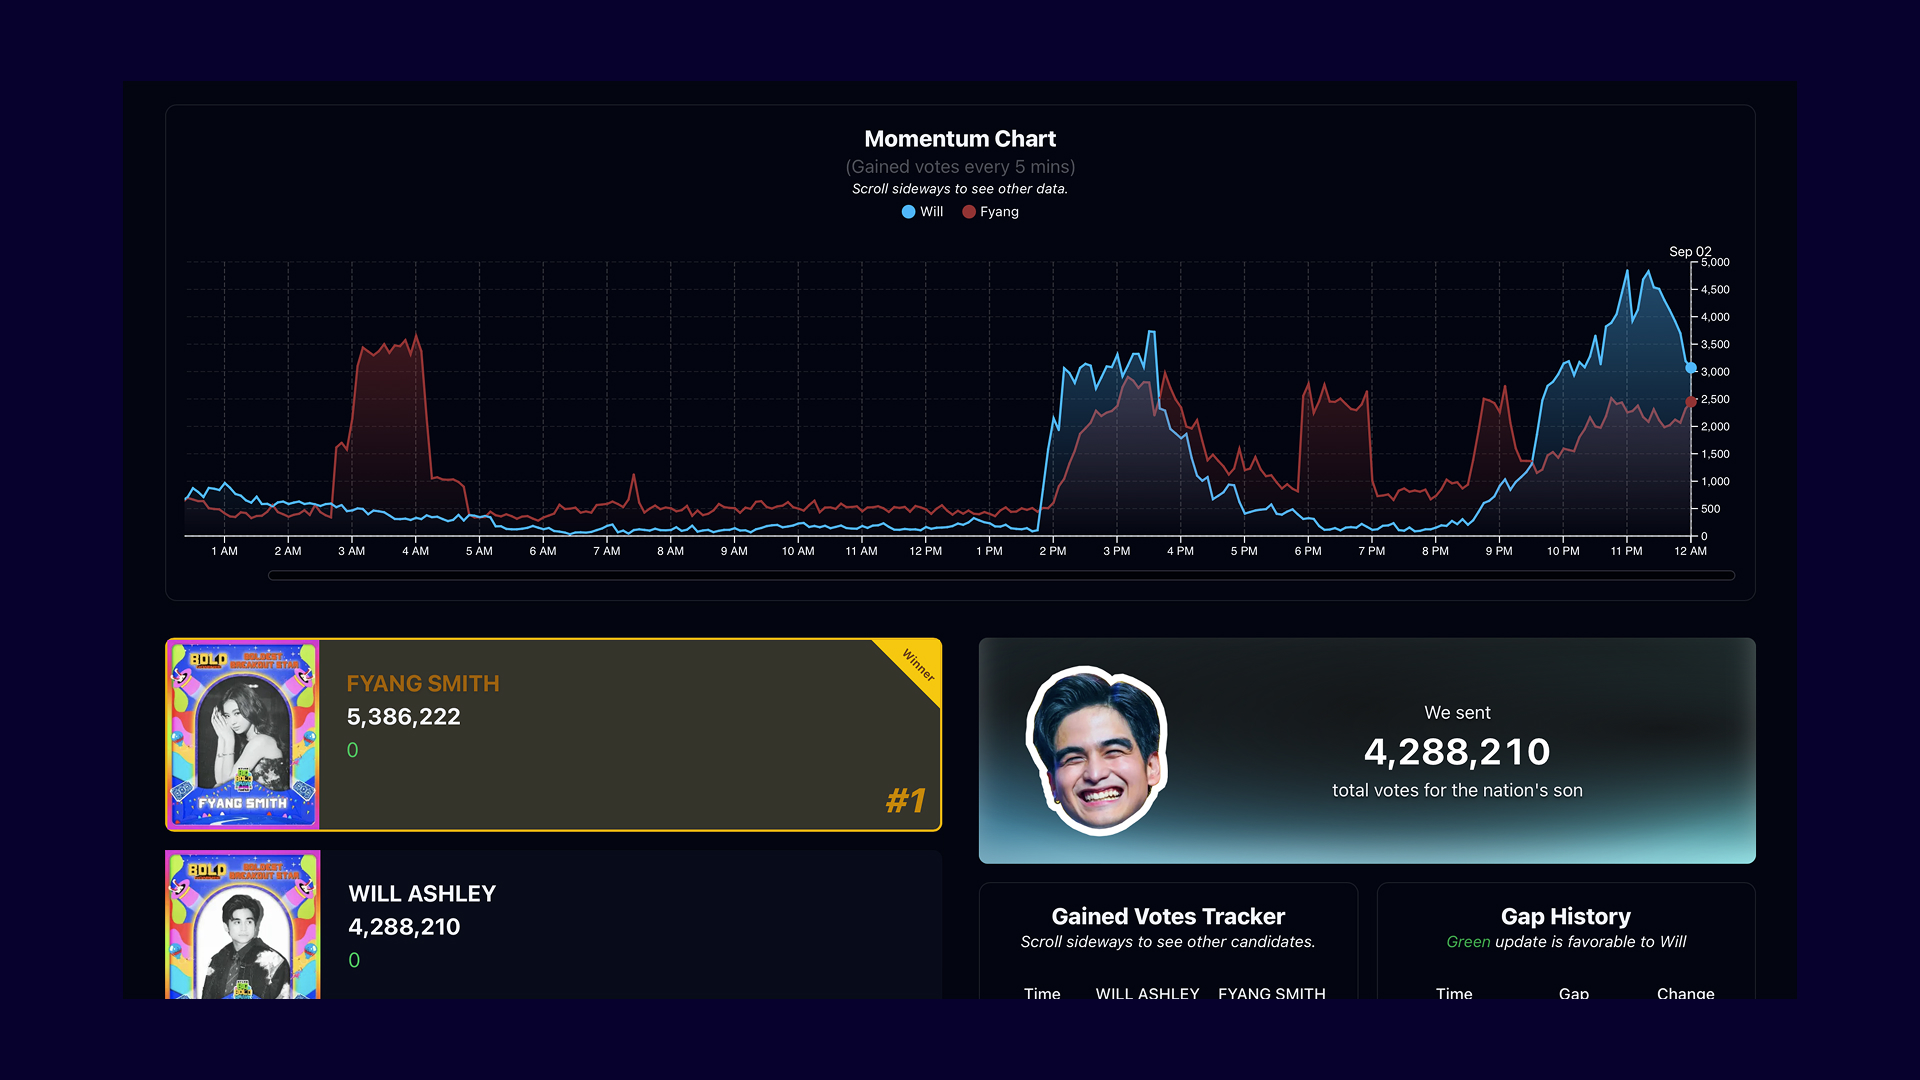 Momentum Chart
(Gained votes every 5 mins)
Scroll sideways to see other data.
Will Fyang
Sep 02
5,000
4,500
4,000
3,500
3,000
2,500
2,000
1,500
1,000
500
0
1 AM 2 AM 3 AM 4 AM 5 AM 6 AM 7 AM 8 AM 9 AM 10 AM 11 AM 12 PM 1 PM 2 PM 3 PM 4 PM 5 PM 6 PM 7 PM 8 PM 9 PM 10 PM 11 PM 12 AM
BOLD
BOLDEST
BREAKOUT STAR
FYANG SMITH
FYANG SMITH
5,386,222
0
Winner
#1
We sent
4,288,210
total votes for the nation's son
BOLD
BOLDEST
BREAKOUT STAR
WILL ASHLEY
4,288,210
0
Gained Votes Tracker
Scroll sideways to see other candidates.
Time WILL ASHLEY FYANG SMITH
Gap History
Green update is favorable to Will
Time Gap Change